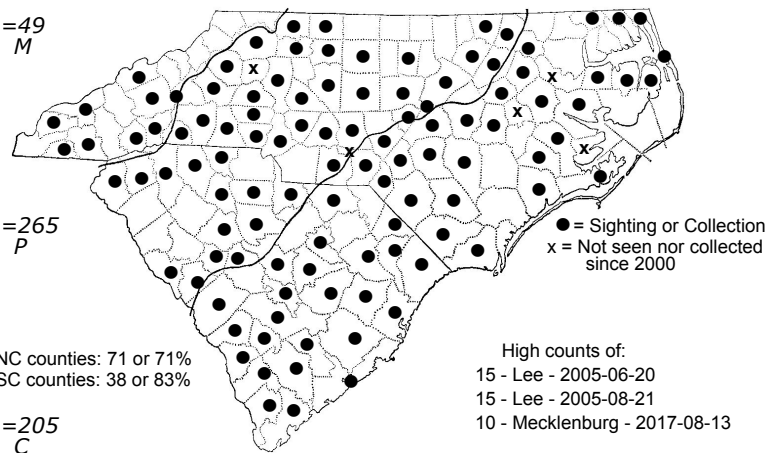 =49
M
=265
P
● = Sighting or Collection
x = Not seen nor collected
since 2000
NC counties: 71 or 71%
SC counties: 38 or 83%
High counts of:
15 - Lee - 2005-06-20
15 - Lee - 2005-08-21
10 - Mecklenburg - 2017-08-13
=205
C